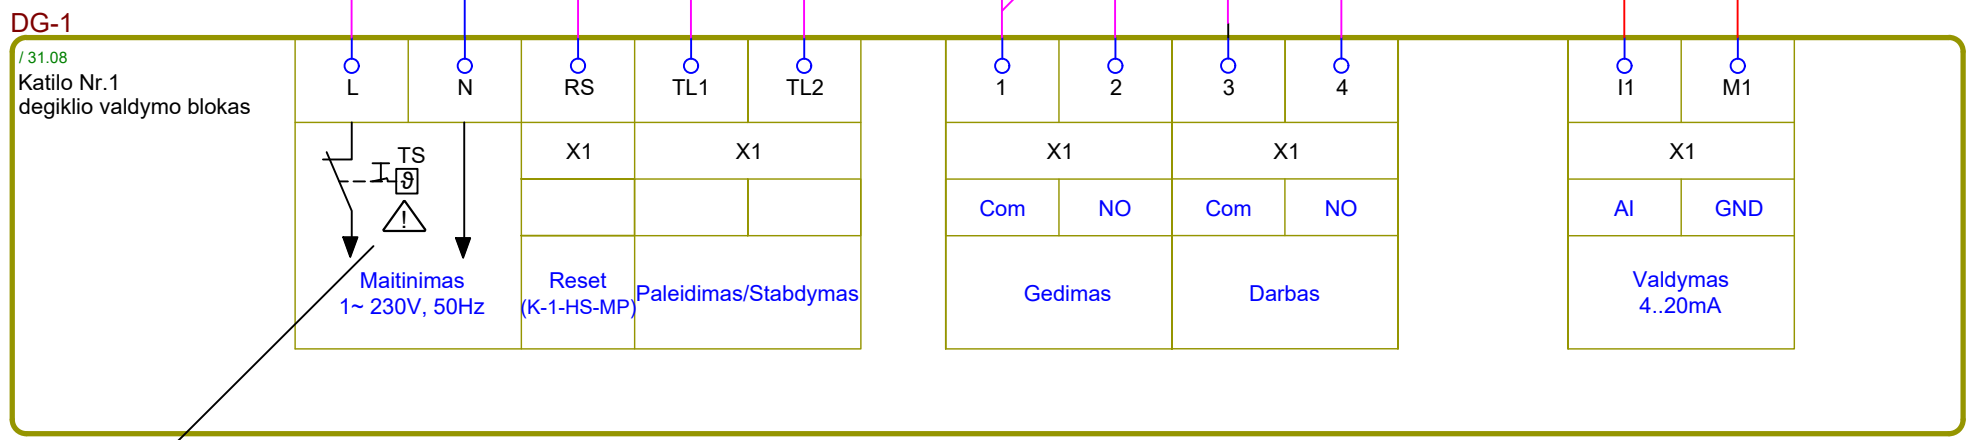 DG-1
/ 31.08
Katilo Nr.1
degiklio valdymo blokas
L N RS TL1 TL2 1 2 3 4 I1 M1
TS X1 X1 X1 X1 X1
ϑ
!
Com NO Com NO AI GND
Maitinimas
1~ 230V, 50Hz
Reset
(K-1-HS-MP)
Paleidimas/Stabdymas
Gedimas
Darbas
Valdymas
4..20mA